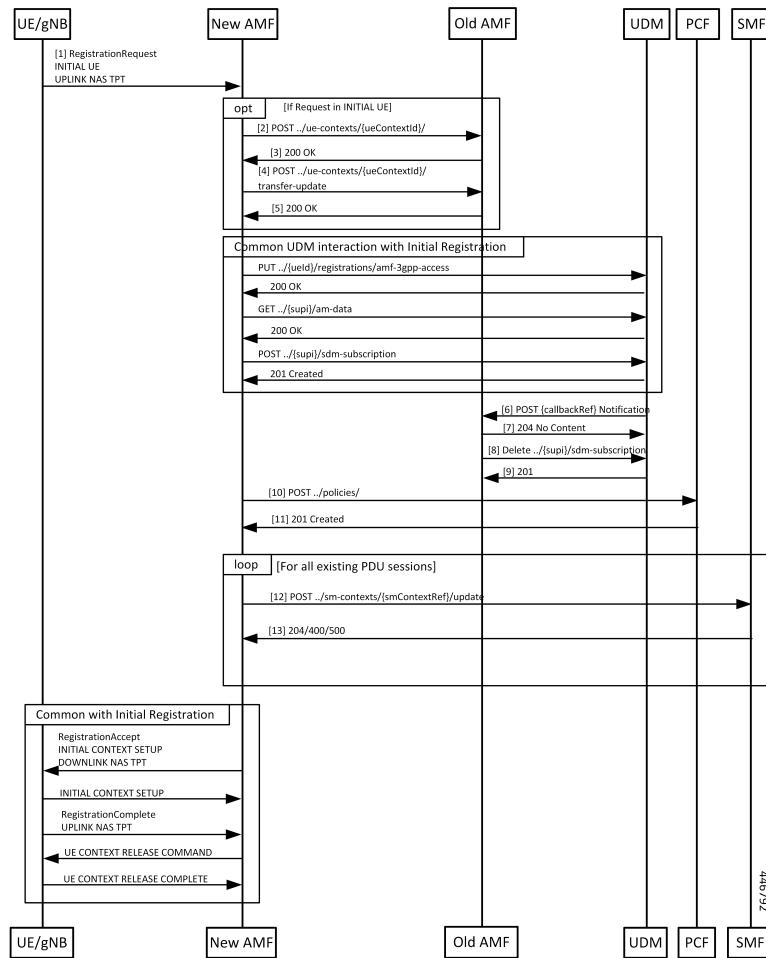 UE/gNB
New AMF
Old AMF
UDM
PCF
SMF
[1] RegistrationRequest
INITIAL UE
UPLINK NAS TPT
opt
[If Request in INITIAL UE]
[2] POST ../ue-contexts/{ueContextId}/
[3] 200 OK
[4] POST ../ue-contexts/{ueContextId}/
transfer-update
[5] 200 OK
Common UDM interaction with Initial Registration
PUT ../{ueId}/registrations/amf-3gpp-access
200 OK
GET ../{supi}/am-data
200 OK
POST ../{supi}/sdm-subscription
201 Created
[6] POST {callbackRef} Notification
[7] 204 No Content
[8] Delete ../{supi}/sdm-subscription
[9] 201
[10] POST ../policies/
[11] 201 Created
loop
[For all existing PDU sessions]
[12] POST ../sm-contexts/{smContextRef}/update
[13] 204/400/500
Common with Initial Registration
RegistrationAccept
INITIAL CONTEXT SETUP
DOWNLINK NAS TPT
INITIAL CONTEXT SETUP
RegistrationComplete
UPLINK NAS TPT
UE CONTEXT RELEASE COMMAND
UE CONTEXT RELEASE COMPLETE
446792
UE/gNB
New AMF
Old AMF
UDM
PCF
SMF